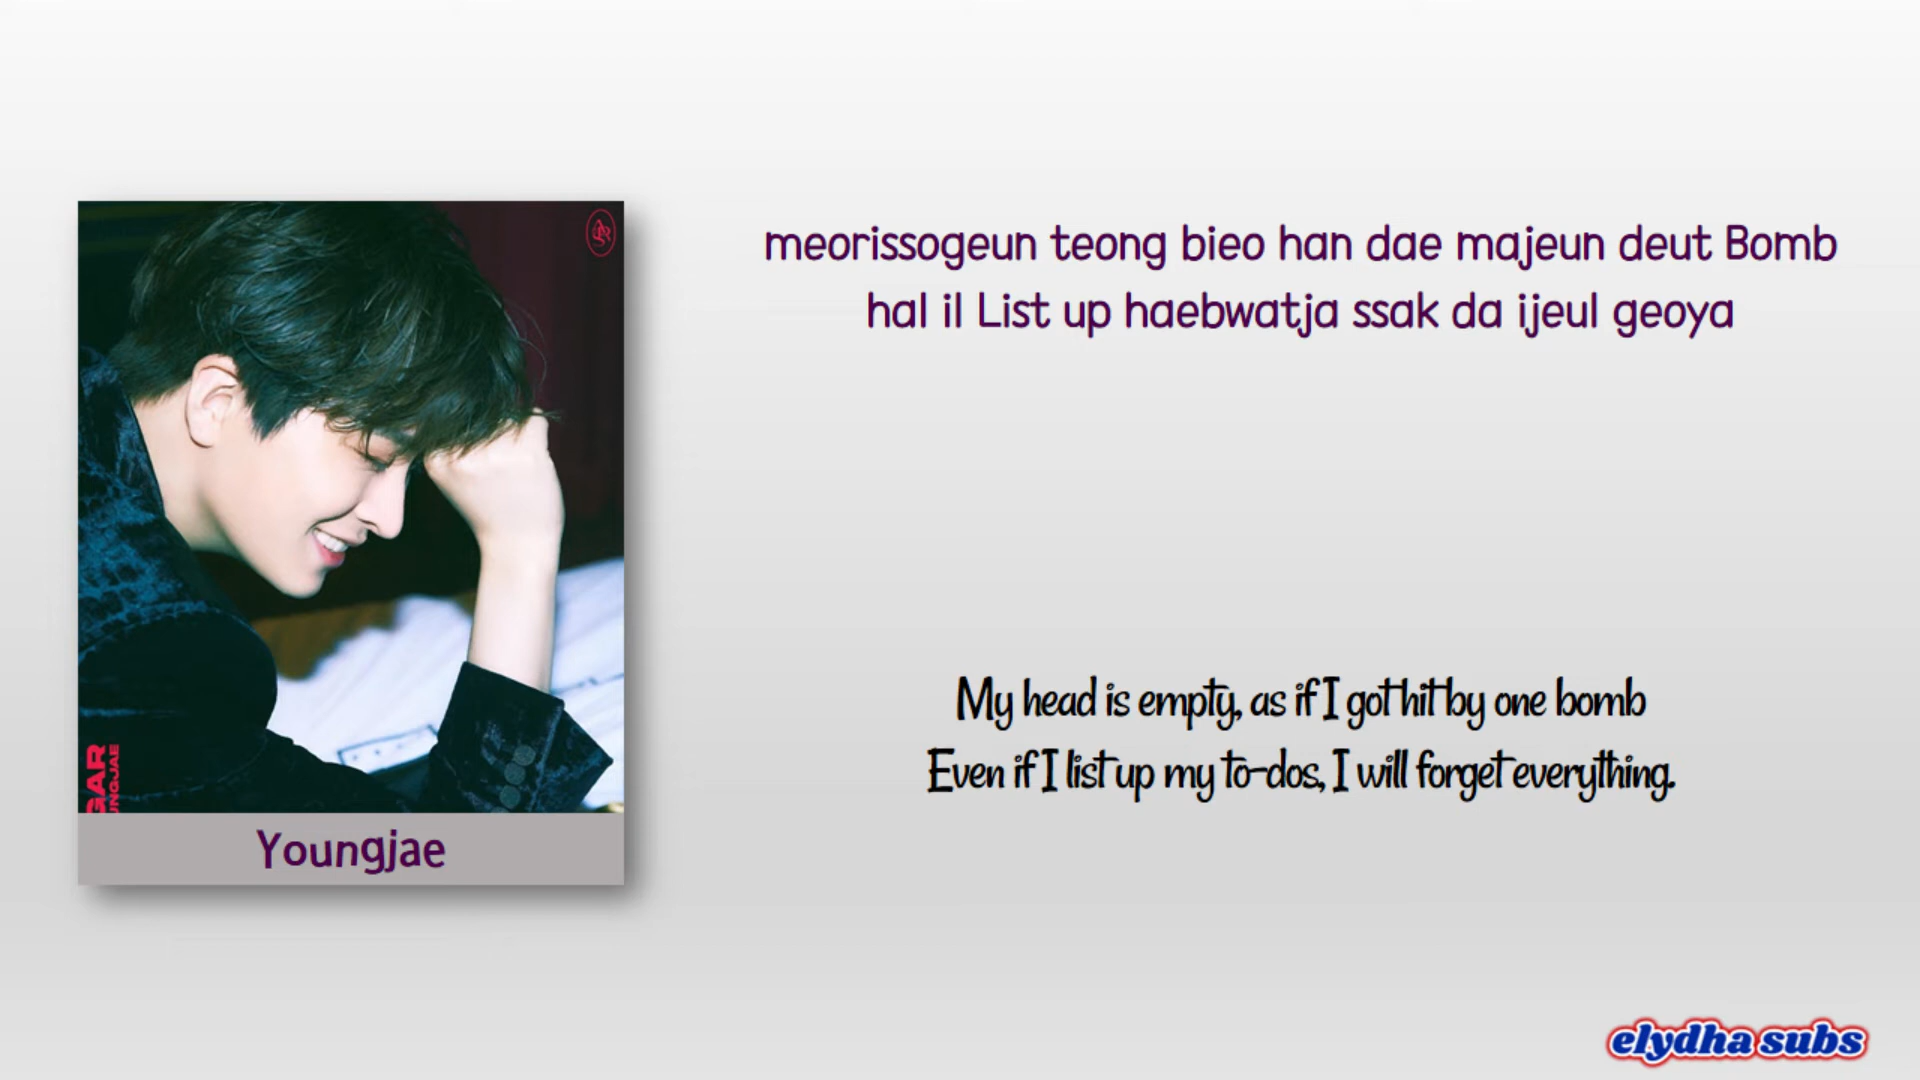 meorissogeun teong bieo han dae majeun deut Bomb
hal il List up haebwatja ssak da ijeul geoya
GAR
UNGJAE
Youngjae
My head is empty, as if I got hit by one bomb
Even if I list up my to-dos, I will forget everything.
elydha subs